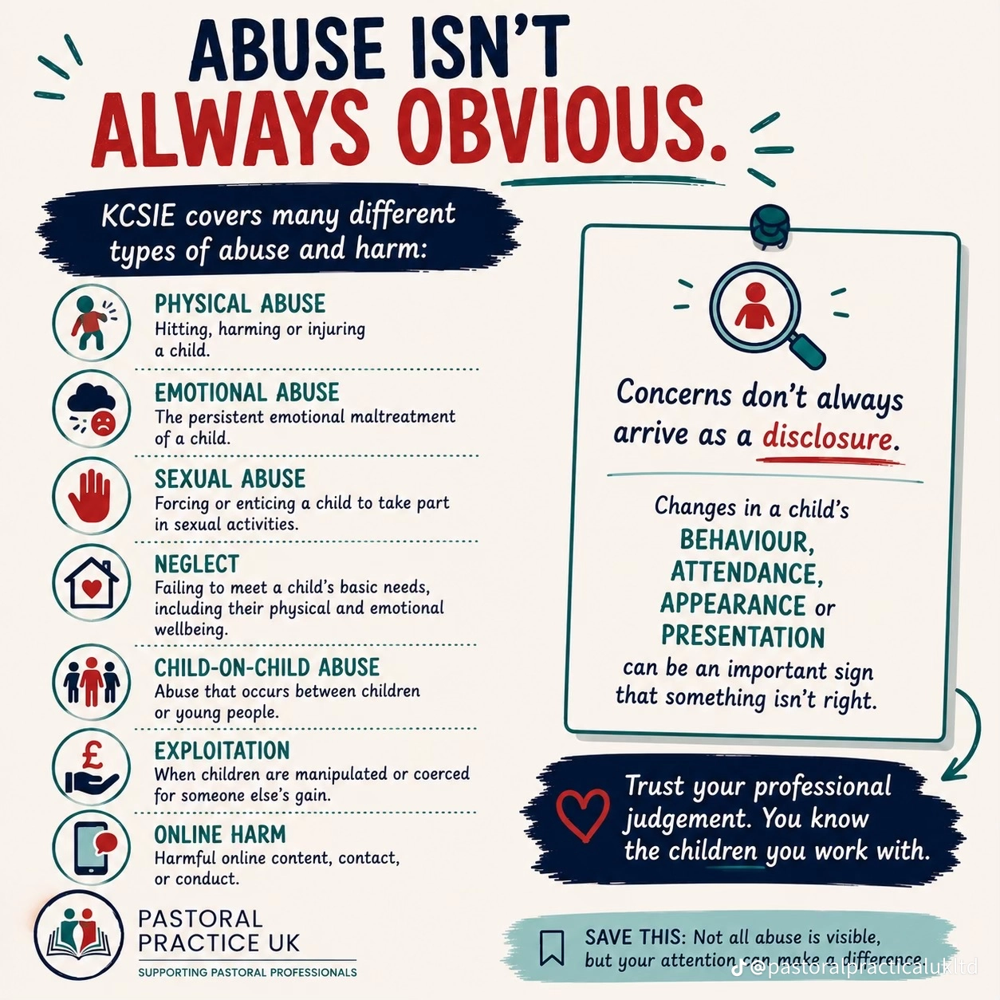 ABUSE ISN'T
ALWAYS OBVIOUS.
KCSIE covers many different
types of abuse and harm:
PHYSICAL ABUSE
Hitting, harming or injuring
a child.
EMOTIONAL ABUSE
The persistent emotional maltreatment
of a child.
SEXUAL ABUSE
Forcing or enticing a child to take part
in sexual activities.
NEGLECT
Failing to meet a child's basic needs,
including their physical and emotional
wellbeing.
CHILD-ON-CHILD ABUSE
Abuse that occurs between children
or young people.
£
EXPLOITATION
When children are manipulated or coerced
for someone else's gain.
ONLINE HARM
Harmful online content, contact,
or conduct.
PASTORAL
PRACTICE UK
SUPPORTING PASTORAL PROFESSIONALS
Concerns don't always
arrive as a disclosure.
Changes in a child's
BEHAVIOUR,
ATTENDANCE,
APPEARANCE or
PRESENTATION
can be an important sign
that something isn't right.
Trust your professional
judgement. You know
the children you work with.
SAVE THIS: Not all abuse is visible,
but your attention can make a difference.
@pastoralpracticalukltd